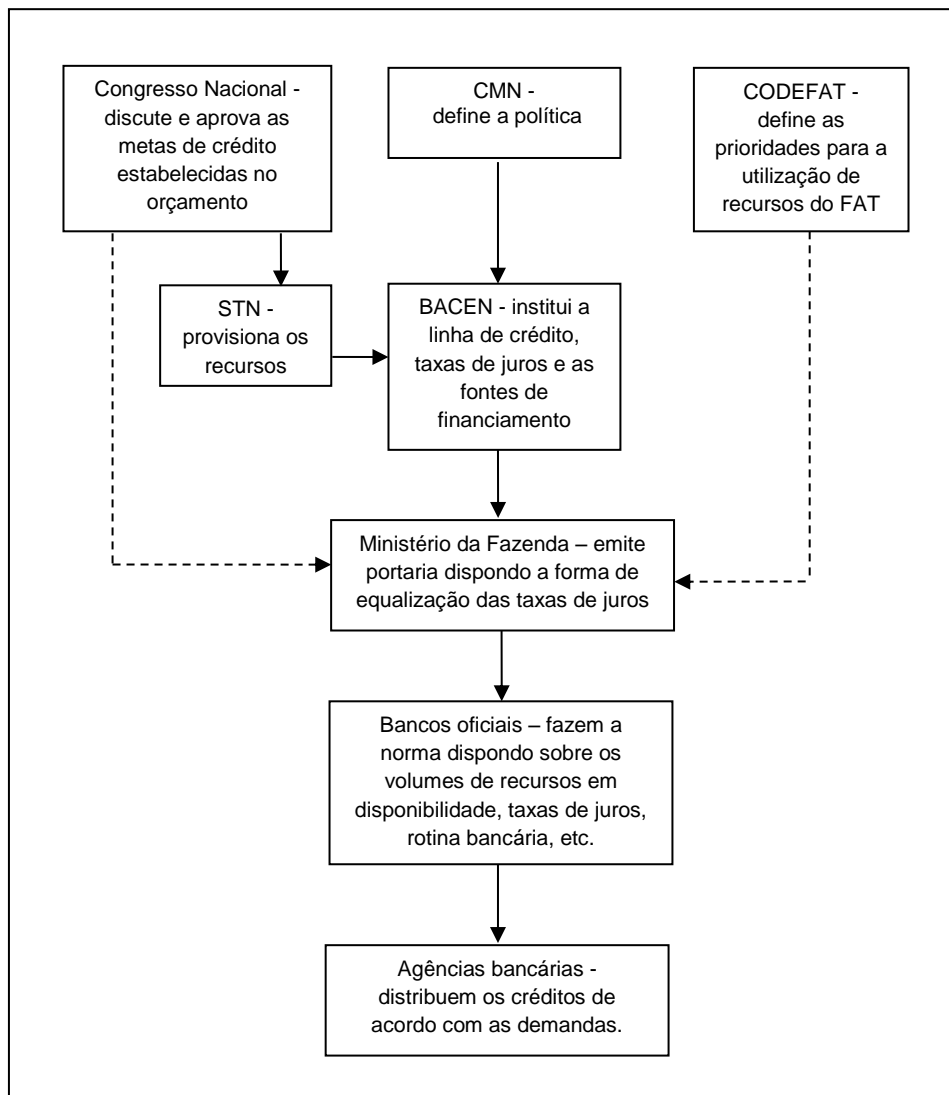 Congresso Nacional -
discute e aprova as
metas de crédito
estabelecidas no
orçamento
CMN -
define a política
CODEFAT -
define as
prioridades para a
utilização de
recursos do FAT
STN -
provisiona os
recursos
BACEN - institui a
linha de crédito,
taxas de juros e as
fontes de
financiamento
Ministério da Fazenda – emite
portaria dispondo a forma de
equalização das taxas de juros
Bancos oficiais – fazem a
norma dispondo sobre os
volumes de recursos em
disponibilidade, taxas de juros,
rotina bancária, etc.
Agências bancárias -
distribuem os créditos de
acordo com as demandas.